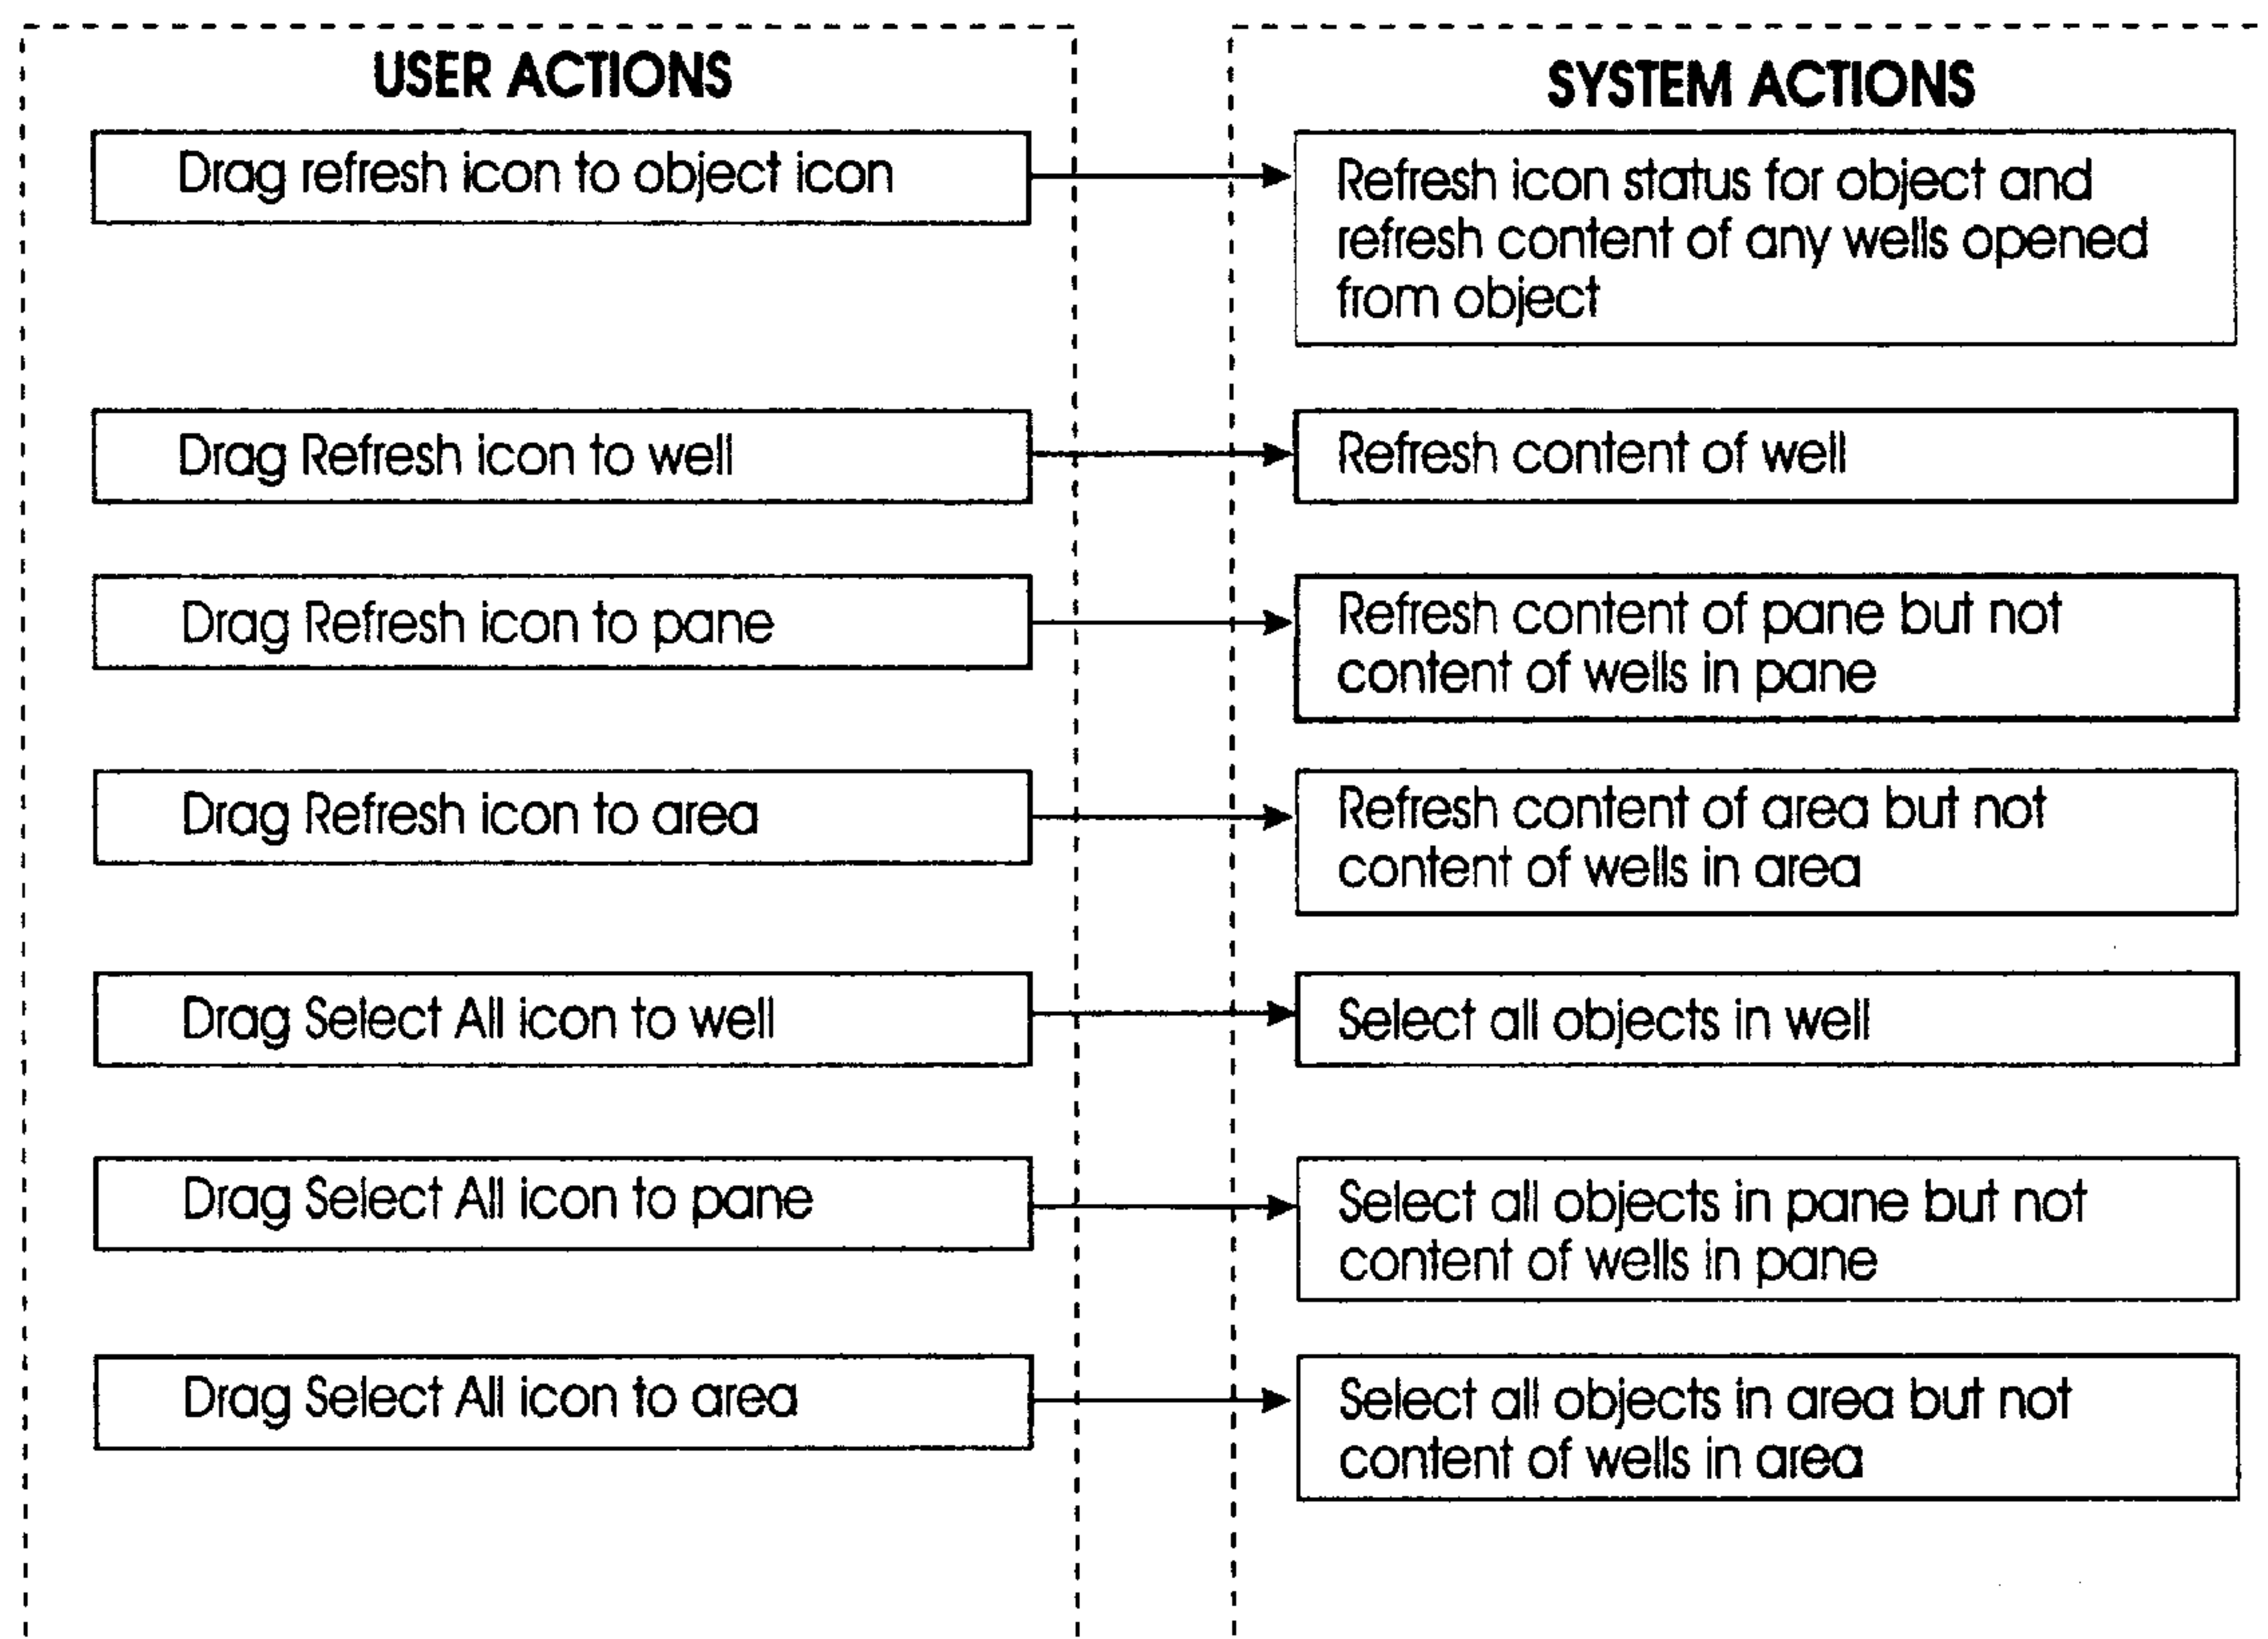 USER ACTIONS
SYSTEM ACTIONS
Drag refresh icon to object icon
Refresh icon status for object and
refresh content of any wells opened
from object
Drag Refresh icon to well
Refresh content of well
Drag Refresh icon to pane
Refresh content of pane but not
content of wells in pane
Drag Refresh icon to area
Refresh content of area but not
content of wells in area
Drag Select All icon to well
Select all objects in well
Drag Select All icon to pane
Select all objects in pane but not
content of wells in pane
Drag Select All icon to area
Select all objects in area but not
content of wells in area